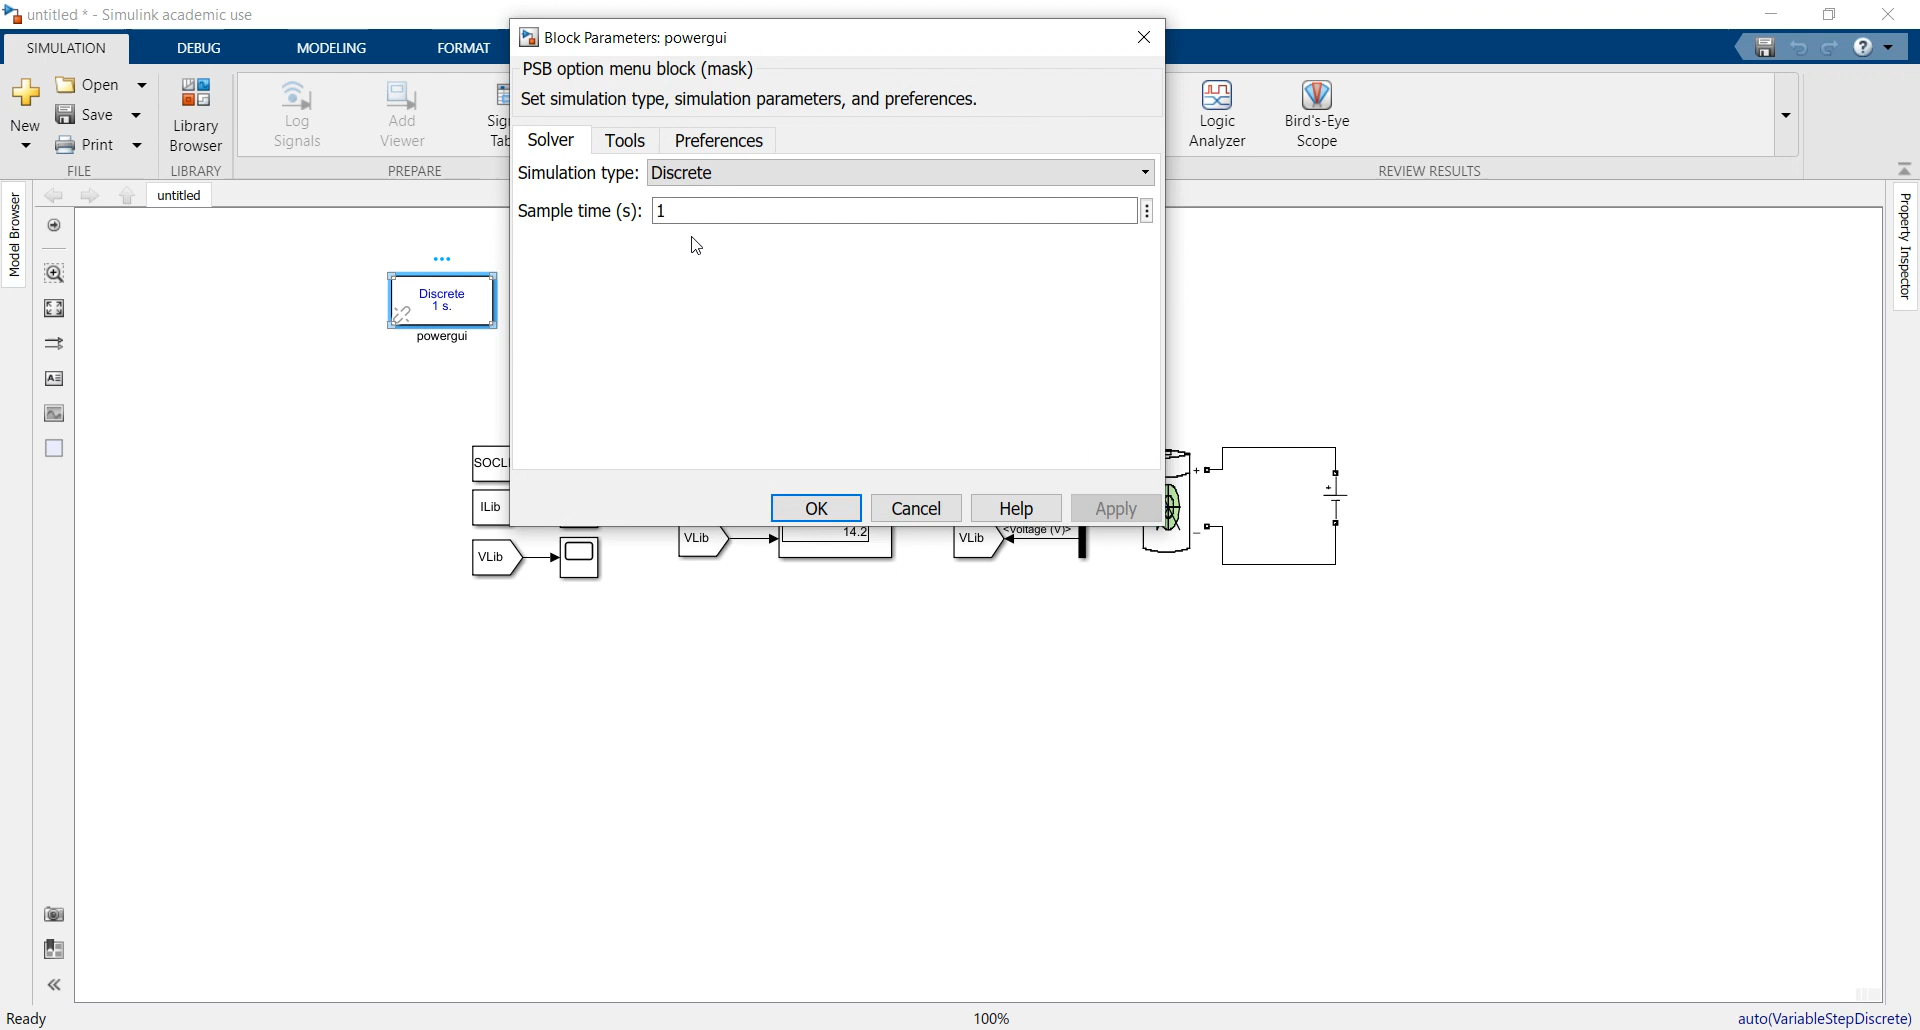 untitled * - Simulink academic use
Block Parameters: powergui
SIMULATION
DEBUG
MODELING
FORMAT
PSB option menu block (mask)
Set simulation type, simulation parameters, and preferences.
New
Open
Save
Print
FILE
Library
Browser
LIBRARY
Log
Signals
Add
Viewer
PREPARE
Solver
Tools
Preferences
Logic
Analyzer
Bird's-Eye
Scope
REVIEW RESULTS
Simulation type:
Discrete
Sample time (s):
1
untitled
Model Browser
Property Inspector
Discrete
1 s.
powergui
ILib
VLib
VLib
14.2
VLib
<Voltage (V)>
+
−
+
OK
Cancel
Help
Apply
Ready
100%
auto(VariableStepDiscrete)